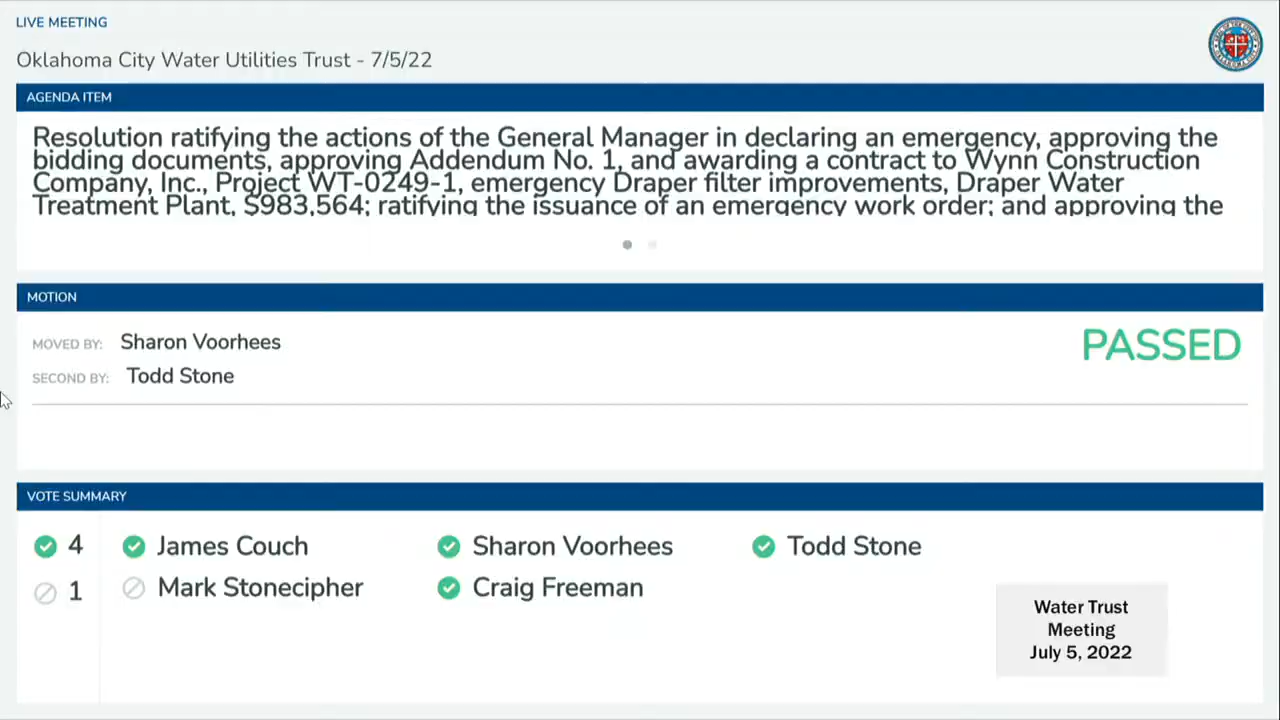 LIVE MEETING
Oklahoma City Water Utilities Trust - 7/5/22
AGENDA ITEM
Resolution ratifying the actions of the General Manager in declaring an emergency, approving the
bidding documents, approving Addendum No. 1, and awarding a contract to Wynn Construction
Company, Inc., Project WT-0249-1, emergency Draper filter improvements, Draper Water
Treatment Plant, $983,564; ratifying the issuance of an emergency work order; and approving the
MOTION
MOVED BY: Sharon Voorhees
PASSED
SECOND BY: Todd Stone
VOTE SUMMARY
4 James Couch Sharon Voorhees Todd Stone
1 Mark Stonecipher Craig Freeman
Water Trust
Meeting
July 5, 2022